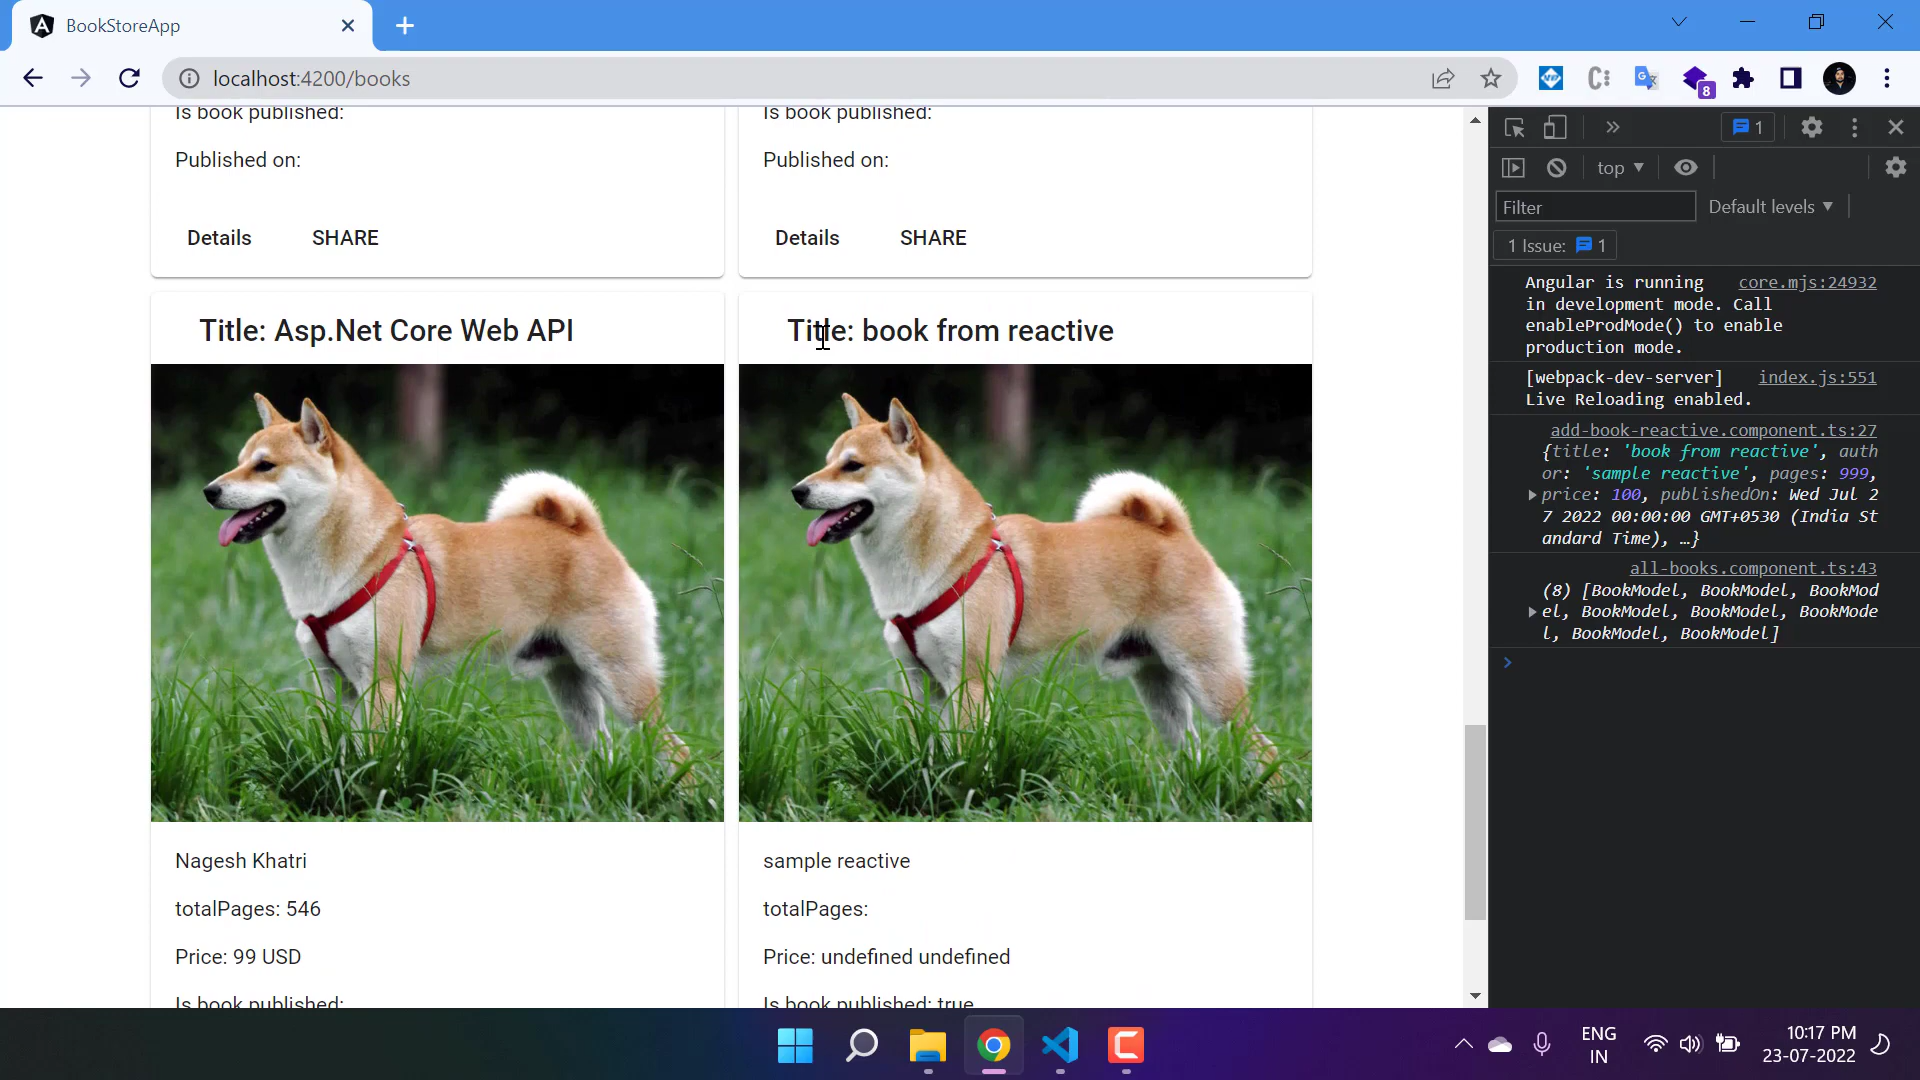 BookStoreApp
localhost:4200/books
8
Is book published:
Published on:
Details SHARE
Is book published:
Published on:
Details SHARE
Title: Asp.Net Core Web API
Nagesh Khatri
totalPages: 546
Price: 99 USD
Is book published:
Title: book from reactive
sample reactive
totalPages:
Price: undefined undefined
Is book published: true
1
top
Filter
Default levels
1 Issue: 1
Angular is running core.mjs:24932
in development mode. Call
enableProdMode() to enable
production mode.
[webpack-dev-server] index.js:551
Live Reloading enabled.
add-book-reactive.component.ts:27
{title: 'book from reactive', auth
or: 'sample reactive', pages: 999,
price: 100, publishedOn: Wed Jul 2
7 2022 00:00:00 GMT+0530 (India St
andard Time), …}
all-books.component.ts:43
(8) [BookModel, BookModel, BookMod
el, BookModel, BookModel, BookMode
l, BookModel, BookModel]
ENG
IN
10:17 PM
23-07-2022